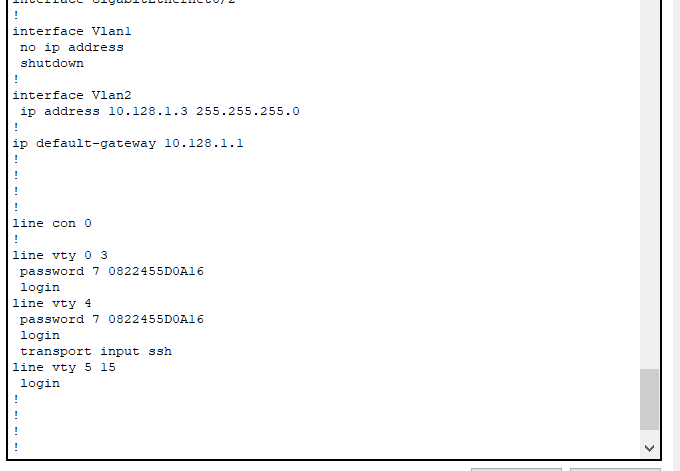 interface GigabitEthernet0/2
!
interface Vlan1
 no ip address
 shutdown
!
interface Vlan2
 ip address 10.128.1.3 255.255.255.0
!
ip default-gateway 10.128.1.1
!
!
!
!
line con 0
!
line vty 0 3
 password 7 0822455D0A16
 login
line vty 4
 password 7 0822455D0A16
 login
 transport input ssh
line vty 5 15
 login
!
!
!
!